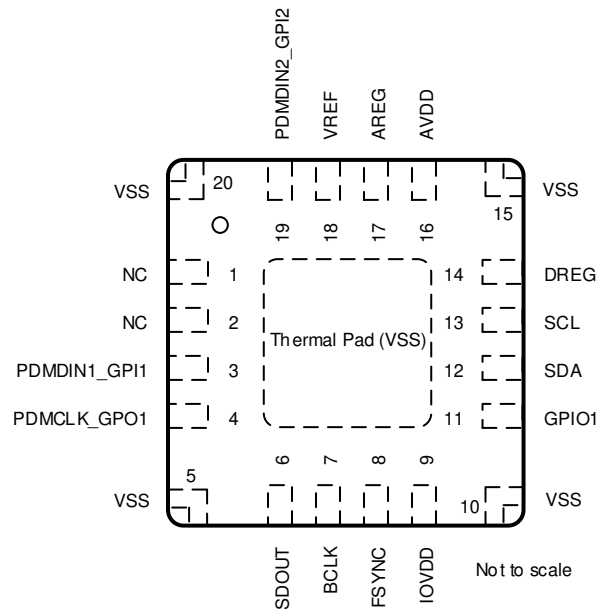 PDMDIN2_GPI2
VREF
AREG
AVDD
VSS
20
19
18
17
16
15
VSS
NC
1
14
DREG
NC
2
13
SCL
Thermal Pad (VSS)
PDMDIN1_GPI1
3
12
SDA
PDMCLK_GPO1
4
11
GPIO1
VSS
5
6
7
8
9
10
VSS
SDOUT
BCLK
FSYNC
IOVDD
Not to scale